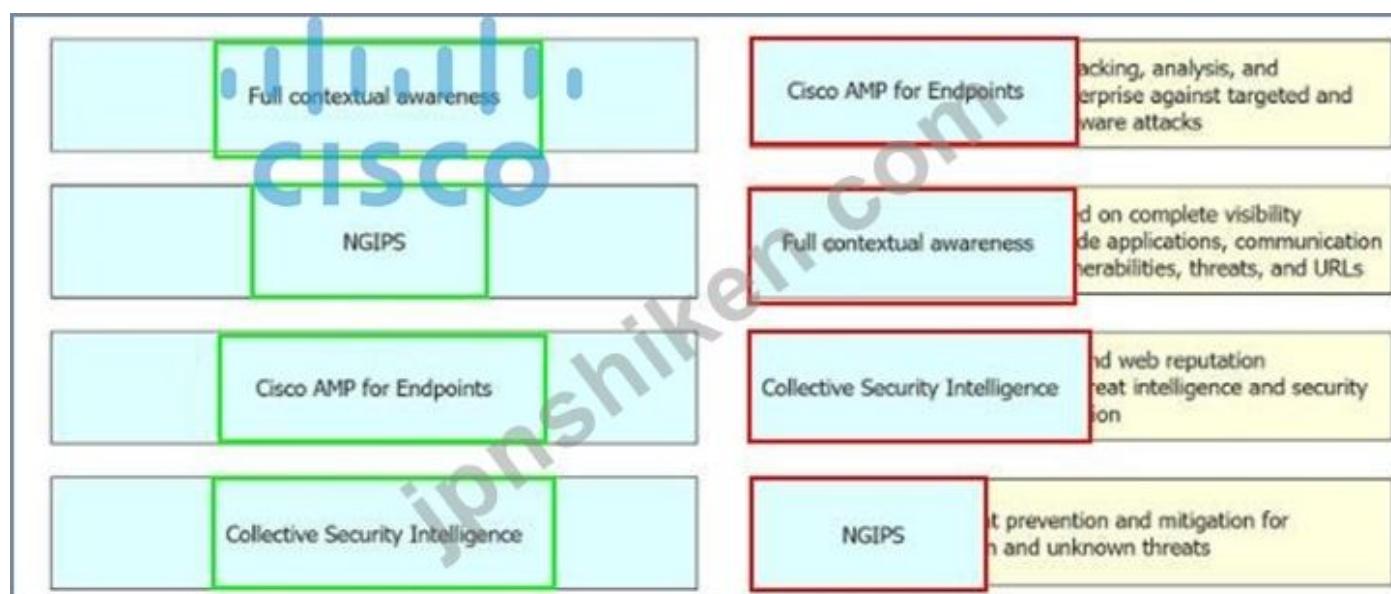 Full contextual awareness
CISCO
NGIPS
Cisco AMP for Endpoints
Collective Security Intelligence
Cisco AMP for Endpoints
acking, analysis, and
erprise against targeted and
ware attacks
Full contextual awareness
d on complete visibility
de applications, communication
nerabilities, threats, and URLs
Collective Security Intelligence
nd web reputation
reat intelligence and security
ion
NGIPS
t prevention and mitigation for
n and unknown threats
jpnshiken.com